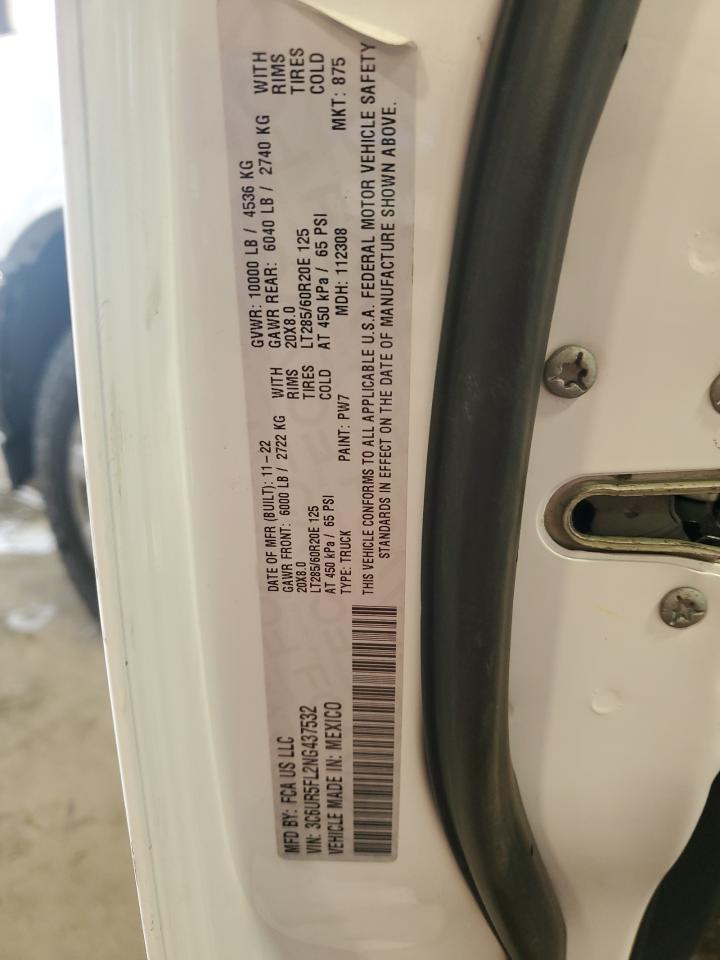 MFD BY: FCA US LLC
VIN: 3C6UR5FL2NG437532
VEHICLE MADE IN: MEXICO
DATE OF MFR (BUILT): 11-22
GVWR: 10000 LB / 4536 KG
GAWR FRONT: 6000 LB / 2722 KG WITH
20X8.0 RIMS
LT285/60R20E 125 TIRES
AT 450 kPa / 65 PSI COLD
GAWR REAR: 6040 LB / 2740 KG WITH
20X8.0 RIMS
LT285/60R20E 125 TIRES
AT 450 kPa / 65 PSI COLD
TYPE: TRUCK PAINT: PW7 MDH: 112308 MKT: 875
THIS VEHICLE CONFORMS TO ALL APPLICABLE U.S.A. FEDERAL MOTOR VEHICLE SAFETY
STANDARDS IN EFFECT ON THE DATE OF MANUFACTURE SHOWN ABOVE.